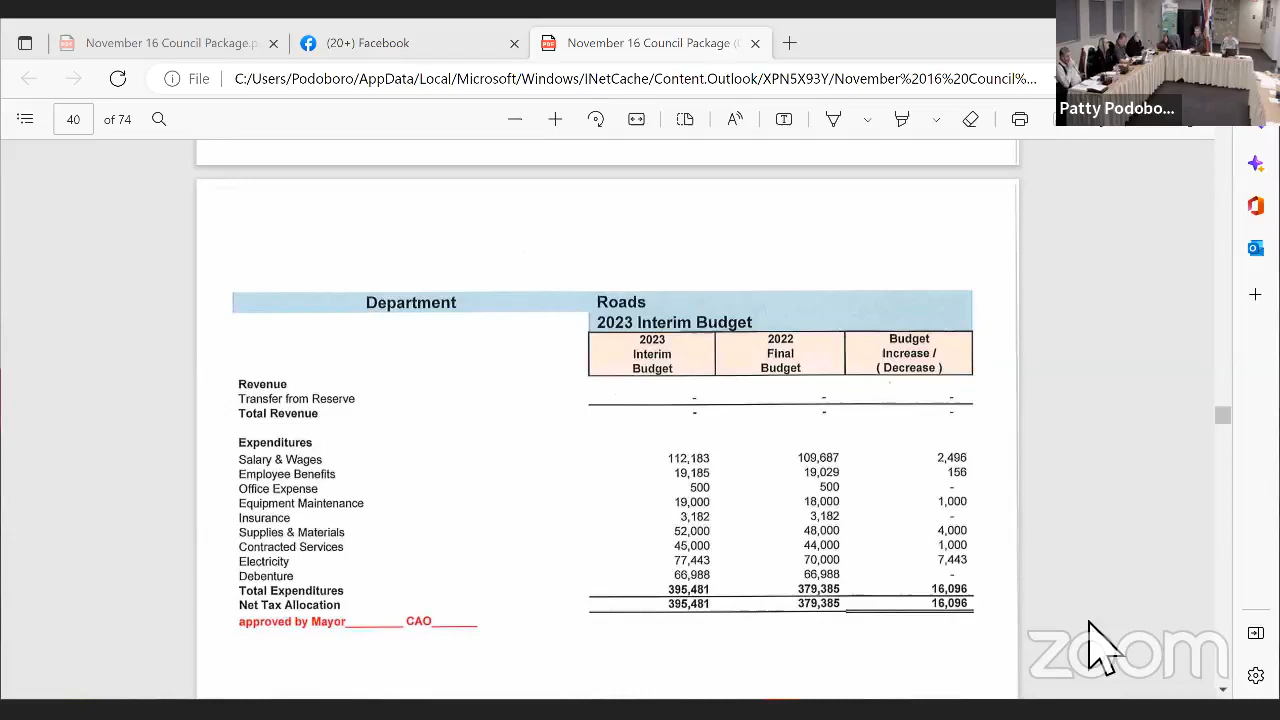 November 16 Council Package.p
(20+) Facebook
November 16 Council Package (
File
C:/Users/Podoboro/AppData/Local/Microsoft/Windows/INetCache/Content.Outlook/XPN5X93Y/November%2016%20Council%...
Patty Podobo...
40 of 74
Department Roads
2023 Interim Budget
2023 2022 Budget
Interim Final Increase /
Budget Budget ( Decrease )
Revenue
Transfer from Reserve - - -
Total Revenue - - -
Expenditures
Salary & Wages 112,183 109,687 2,496
Employee Benefits 19,185 19,029 156
Office Expense 500 500 -
Equipment Maintenance 19,000 18,000 1,000
Insurance 3,182 3,182 -
Supplies & Materials 52,000 48,000 4,000
Contracted Services 45,000 44,000 1,000
Electricity 77,443 70,000 7,443
Debenture 66,988 66,988 -
Total Expenditures 395,481 379,385 16,096
Net Tax Allocation 395,481 379,385 16,096
approved by Mayor________ CAO______
zoom